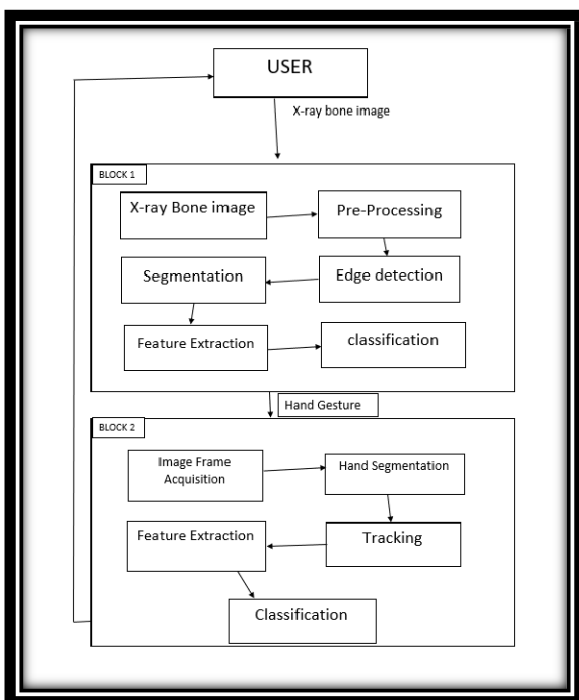 USER
X-ray bone image
BLOCK 1
X-ray Bone image
Pre-Processing
Segmentation
Edge detection
Feature Extraction
classification
Hand Gesture
BLOCK 2
Image Frame
Acquisition
Hand Segmentation
Feature Extraction
Tracking
Classification